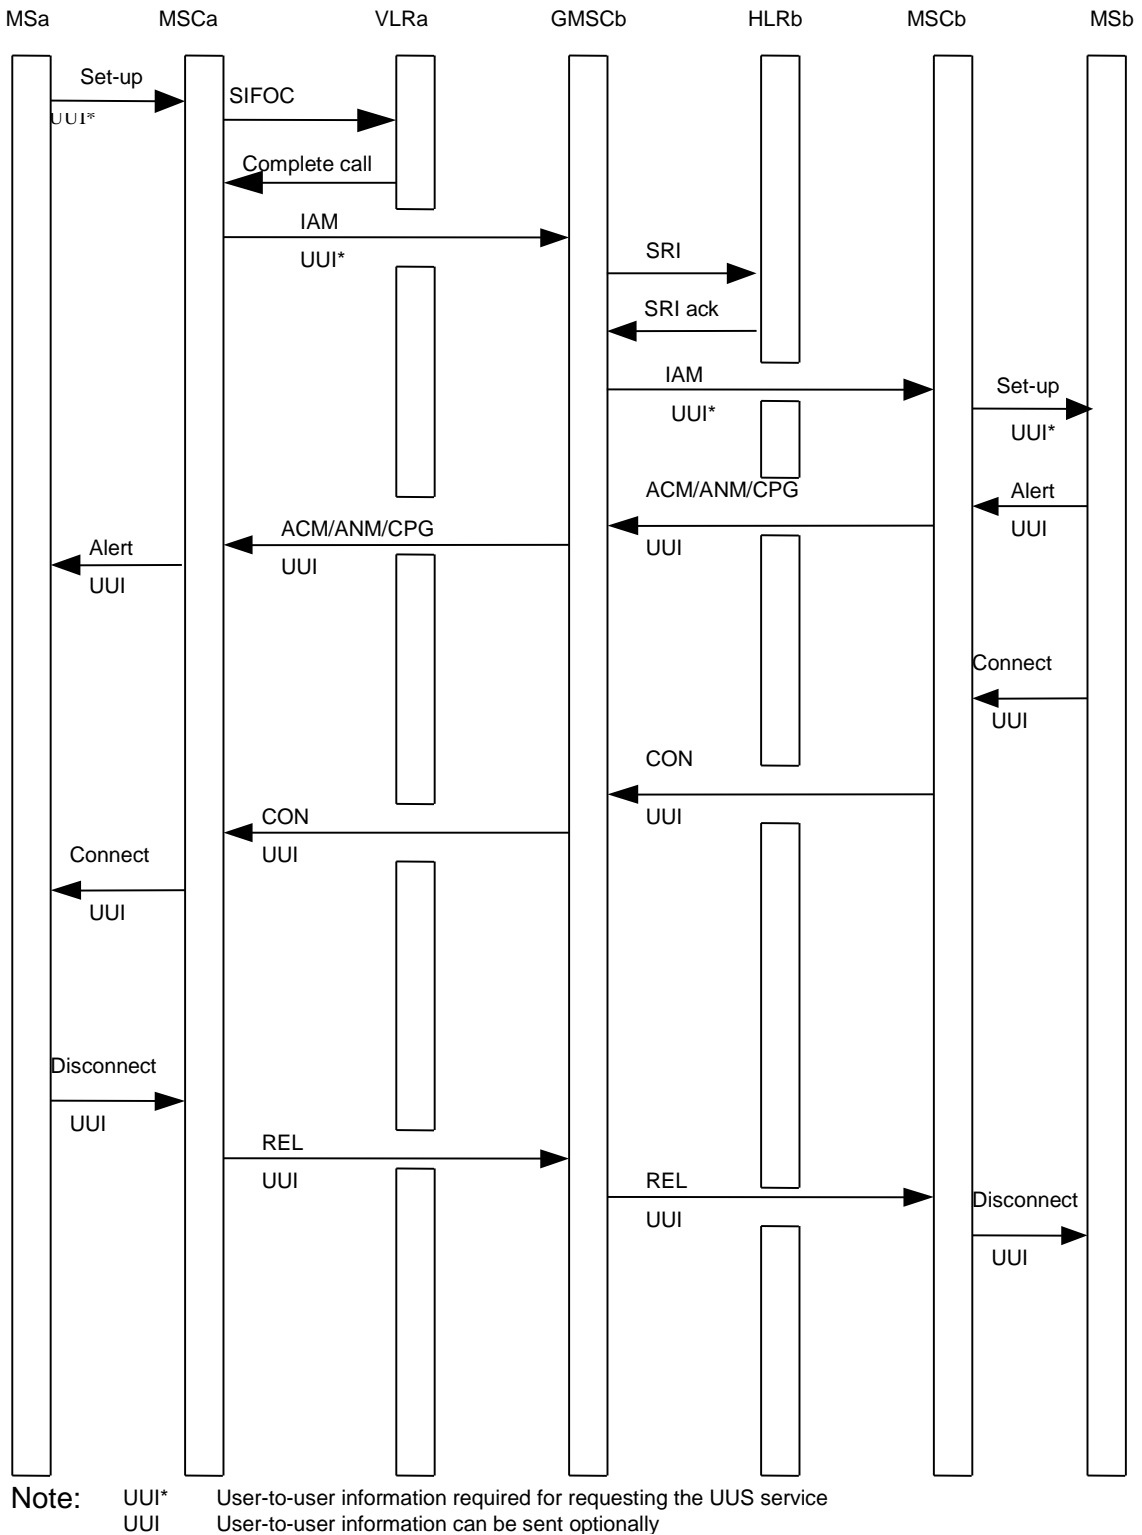 MSa MSCa VLRa GMSCb HLRb MSCb MSb
Set-up
UUI*
SIFOC
Complete call
IAM
UUI*
SRI
SRI ack
IAM
UUI*
Set-up
UUI*
Alert
UUI
ACM/ANM/CPG
UUI
ACM/ANM/CPG
UUI
Alert
UUI
Connect
UUI
CON
UUI
CON
UUI
Connect
UUI
Disconnect
UUI
REL
UUI
REL
UUI
Disconnect
UUI
Note: UUI* User-to-user information required for requesting the UUS service
UUI User-to-user information can be sent optionally